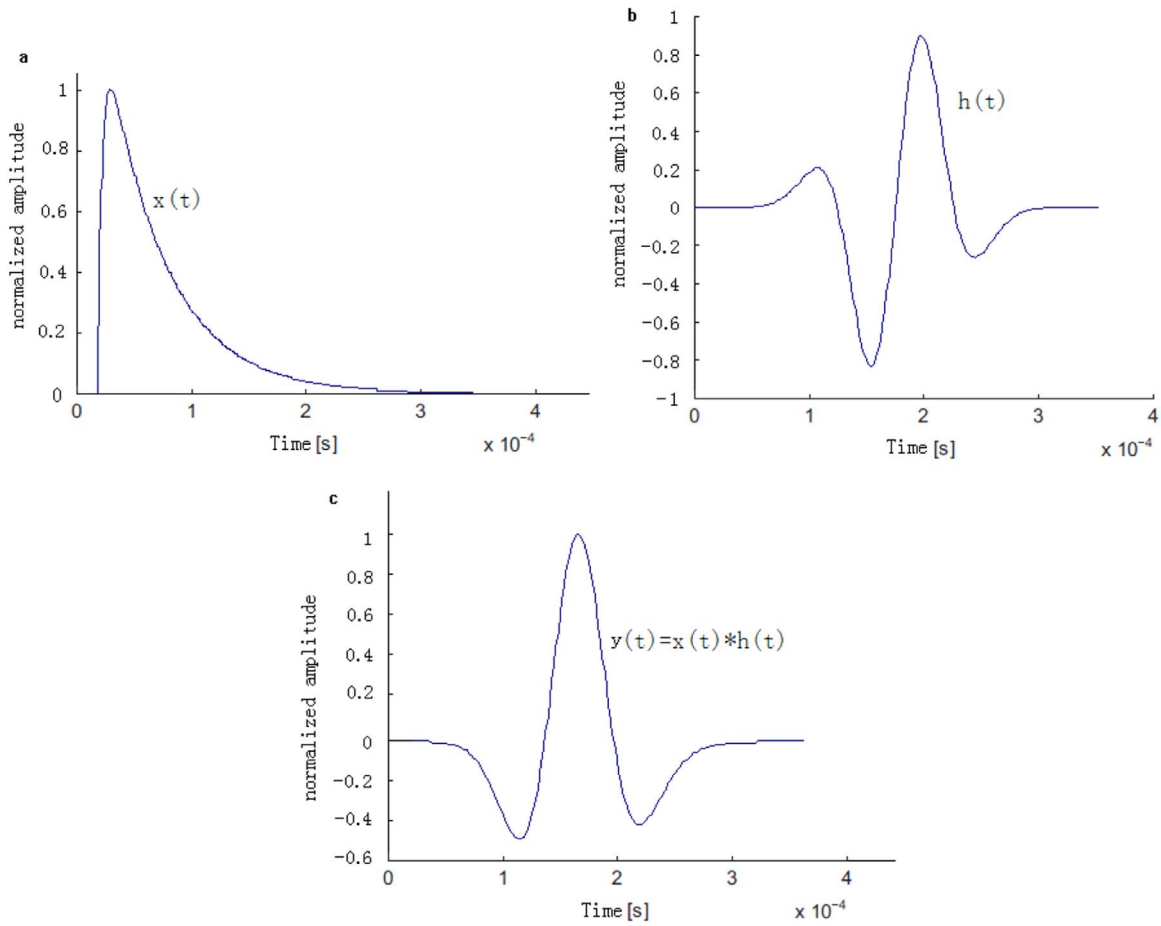 a
1
0.8
0.6
0.4
0.2
0
normalized amplitude
x(t)
0 1 2 3 4
Time[s]
x 10⁻⁴
b
1
0.8
0.6
0.4
0.2
0
−0.2
−0.4
−0.6
−0.8
−1
normalized amplitude
h(t)
0 1 2 3 4
Time[s]
x 10⁻⁴
c
1
0.8
0.6
0.4
0.2
0
−0.2
−0.4
−0.6
normalized amplitude
y(t)=x(t)*h(t)
0 1 2 3 4
Time[s]
x 10⁻⁴